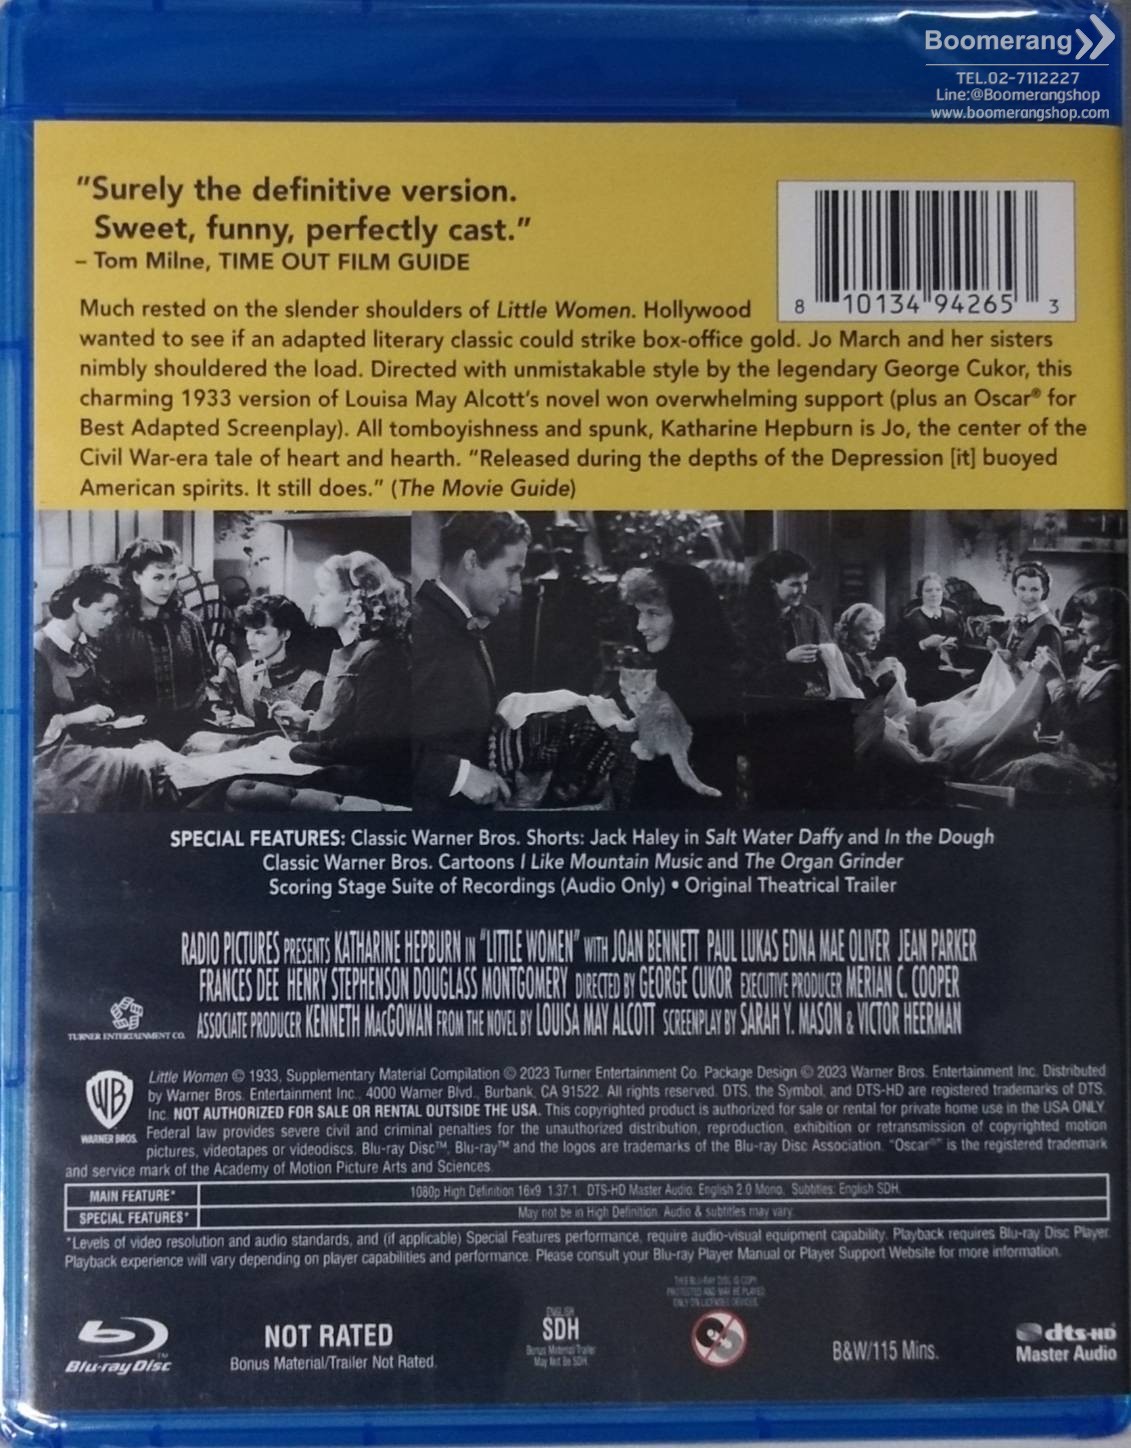 Boomerang
TEL.02-7112227
Line:@Boomerangshop
www.boomerangshop.com
"Surely the definitive version.
Sweet, funny, perfectly cast."
– Tom Milne, TIME OUT FILM GUIDE
8 10134 94265 3
Much rested on the slender shoulders of Little Women. Hollywood
wanted to see if an adapted literary classic could strike box-office gold. Jo March and her sisters
nimbly shouldered the load. Directed with unmistakable style by the legendary George Cukor, this
charming 1933 version of Louisa May Alcott's novel won overwhelming support (plus an Oscar® for
Best Adapted Screenplay). All tomboyishness and spunk, Katharine Hepburn is Jo, the center of the
Civil War-era tale of heart and hearth. "Released during the depths of the Depression [it] buoyed
American spirits. It still does." (The Movie Guide)
SPECIAL FEATURES: Classic Warner Bros. Shorts: Jack Haley in Salt Water Daffy and In the Dough
Classic Warner Bros. Cartoons I Like Mountain Music and The Organ Grinder
Scoring Stage Suite of Recordings (Audio Only) • Original Theatrical Trailer
RADIO PICTURES PRESENTS KATHARINE HEPBURN IN "LITTLE WOMEN" WITH JOAN BENNETT PAUL LUKAS EDNA MAE OLIVER JEAN PARKER
FRANCES DEE HENRY STEPHENSON DOUGLASS MONTGOMERY DIRECTED BY GEORGE CUKOR EXECUTIVE PRODUCER MERIAN C. COOPER
ASSOCIATE PRODUCER KENNETH MACGOWAN FROM THE NOVEL BY LOUISA MAY ALCOTT SCREENPLAY BY SARAH Y. MASON & VICTOR HEERMAN
TURNER ENTERTAINMENT CO.
WB
WARNER BROS.
Little Women © 1933, Supplementary Material Compilation © 2023 Turner Entertainment Co. Package Design © 2023 Warner Bros. Entertainment Inc. Distributed
by Warner Bros. Entertainment Inc., 4000 Warner Blvd., Burbank, CA 91522. All rights reserved. DTS, the Symbol, and DTS-HD are registered trademarks of DTS,
Inc. NOT AUTHORIZED FOR SALE OR RENTAL OUTSIDE THE USA. This copyrighted product is authorized for sale or rental for private home use in the USA ONLY.
Federal law provides severe civil and criminal penalties for the unauthorized distribution, reproduction, exhibition or retransmission of copyrighted motion
pictures, videotapes or videodiscs. Blu-ray Disc™, Blu-ray™ and the logos are trademarks of the Blu-ray Disc Association. "Oscar®" is the registered trademark
and service mark of the Academy of Motion Picture Arts and Sciences.
MAIN FEATURE* 1080p High Definition 16x9 1.37:1 DTS-HD Master Audio: English 2.0 Mono, Subtitles: English SDH.
SPECIAL FEATURES* May not be in High Definition. Audio & subtitles may vary.
*Levels of video resolution and audio standards, and (if applicable) Special Features performance, require audio-visual equipment capability. Playback requires Blu-ray Disc Player.
Playback experience will vary depending on player capabilities and performance. Please consult your Blu-ray Player Manual or Player Support Website for more information.
Blu-ray Disc™
NOT RATED
Bonus Material/Trailer Not Rated.
ENGLISH
SDH
Bonus Material/Trailer
May Not Be SDH
THIS BLU-RAY DISC IS COPY
PROTECTED AND MAY BE PLAYED
ONLY ON LICENSED DEVICES.
B&W/115 Mins.
dts-HD
Master Audio